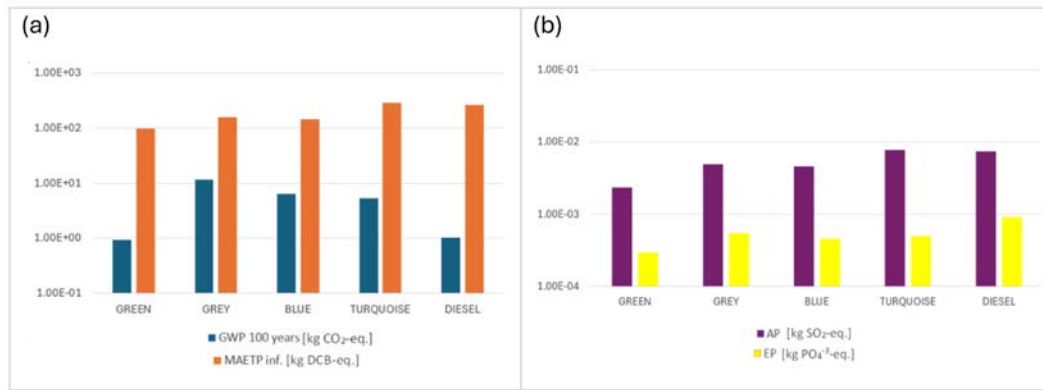 (a)
1.00E+03
1.00E+02
1.00E+01
1.00E+00
1.00E-01
GREEN GREY BLUE TURQUOISE DIESEL
GWP 100 years [kg CO₂-eq.]
MAETP inf. [kg DCB-eq.]
(b)
1.00E-01
1.00E-02
1.00E-03
1.00E-04
GREEN GREY BLUE TURQUOISE DIESEL
AP [kg SO₂-eq.]
EP [kg PO₄⁻³-eq.]